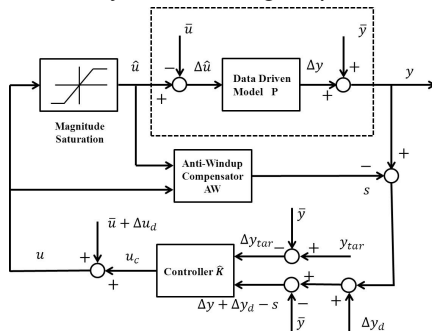 ū
ȳ
û
Δû
Data Driven
Model P
Δy
y
−
+
+
+
Magnitude
Saturation
Anti-Windup
Compensator
AW
−
+
s
ȳ
ū + Δu_d
Δy_tar
−
+
y_tar
u
u_c
+
+
Controller K̂
+
+
+
Δy + Δy_d − s
−
ȳ
+
Δy_d